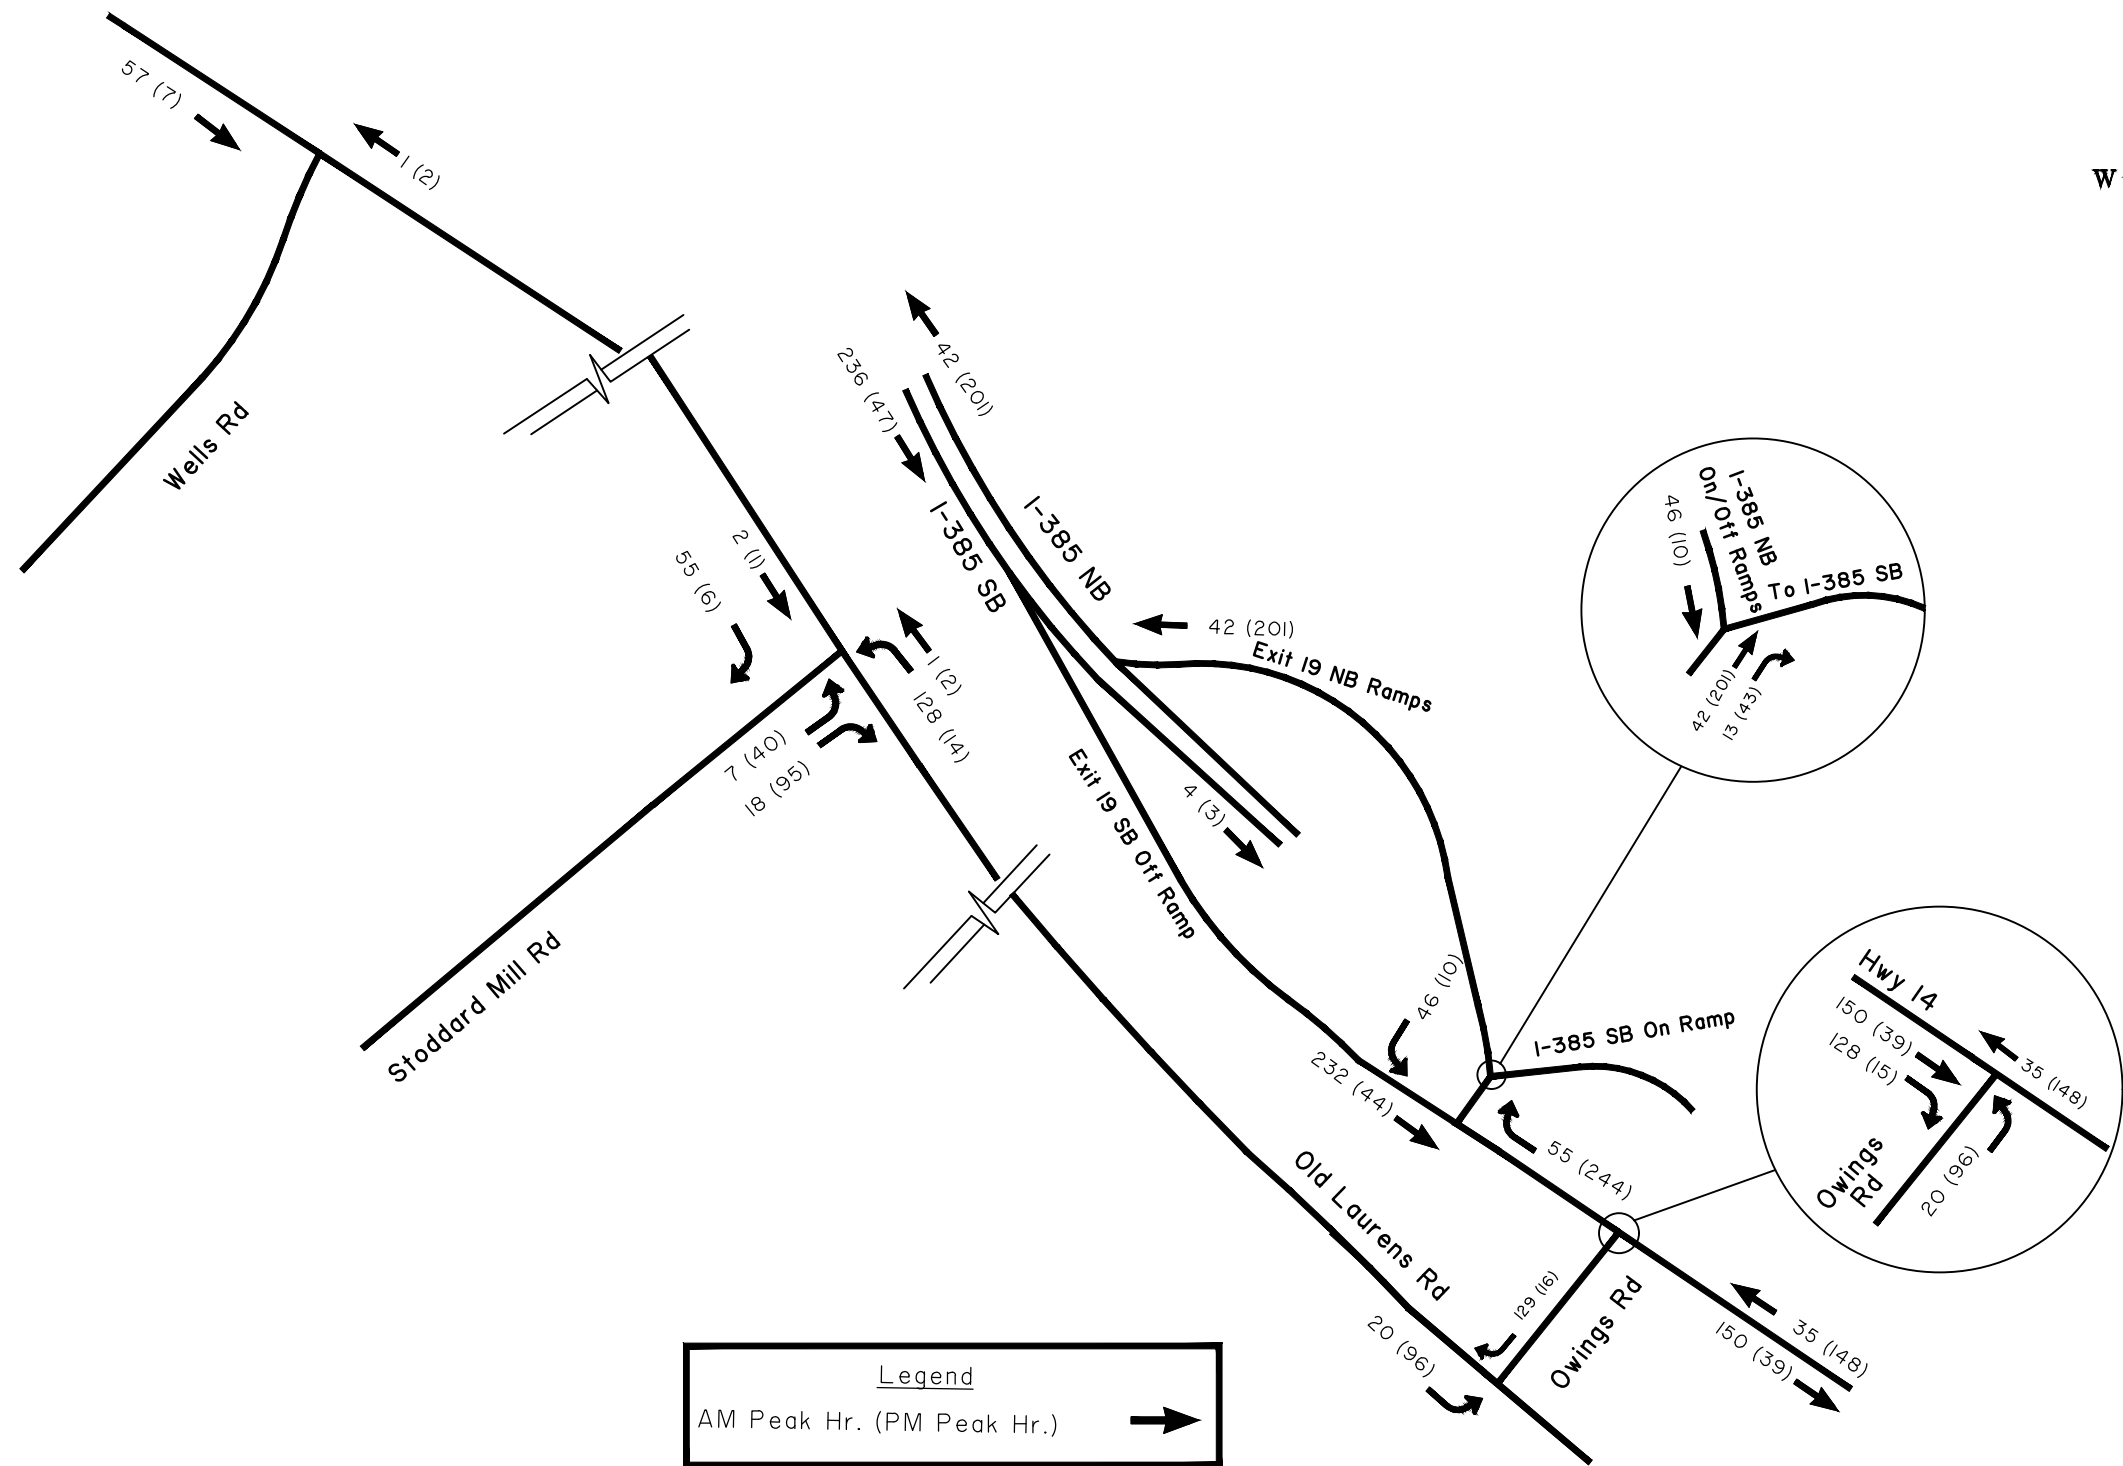 57 (7)
1 (2)
W
Wells Rd
236 (47)
42 (201)
I-385 SB
I-385 NB
2 (1)
55 (6)
1 (2)
128 (14)
7 (40)
18 (95)
Stoddard Mill Rd
42 (201)
Exit 19 NB Ramps
4 (3)
Exit 19 SB Off Ramp
46 (10)
I-385 NB
On/Off Ramps
To I-385 SB
42 (201)
13 (43)
46 (10)
I-385 SB On Ramp
232 (44)
55 (244)
Hwy 14
150 (39)
128 (15)
35 (148)
Owings
Rd
20 (96)
Old Laurens Rd
129 (16)
Owings Rd
20 (96)
35 (148)
150 (39)
Legend
AM Peak Hr. (PM Peak Hr.)